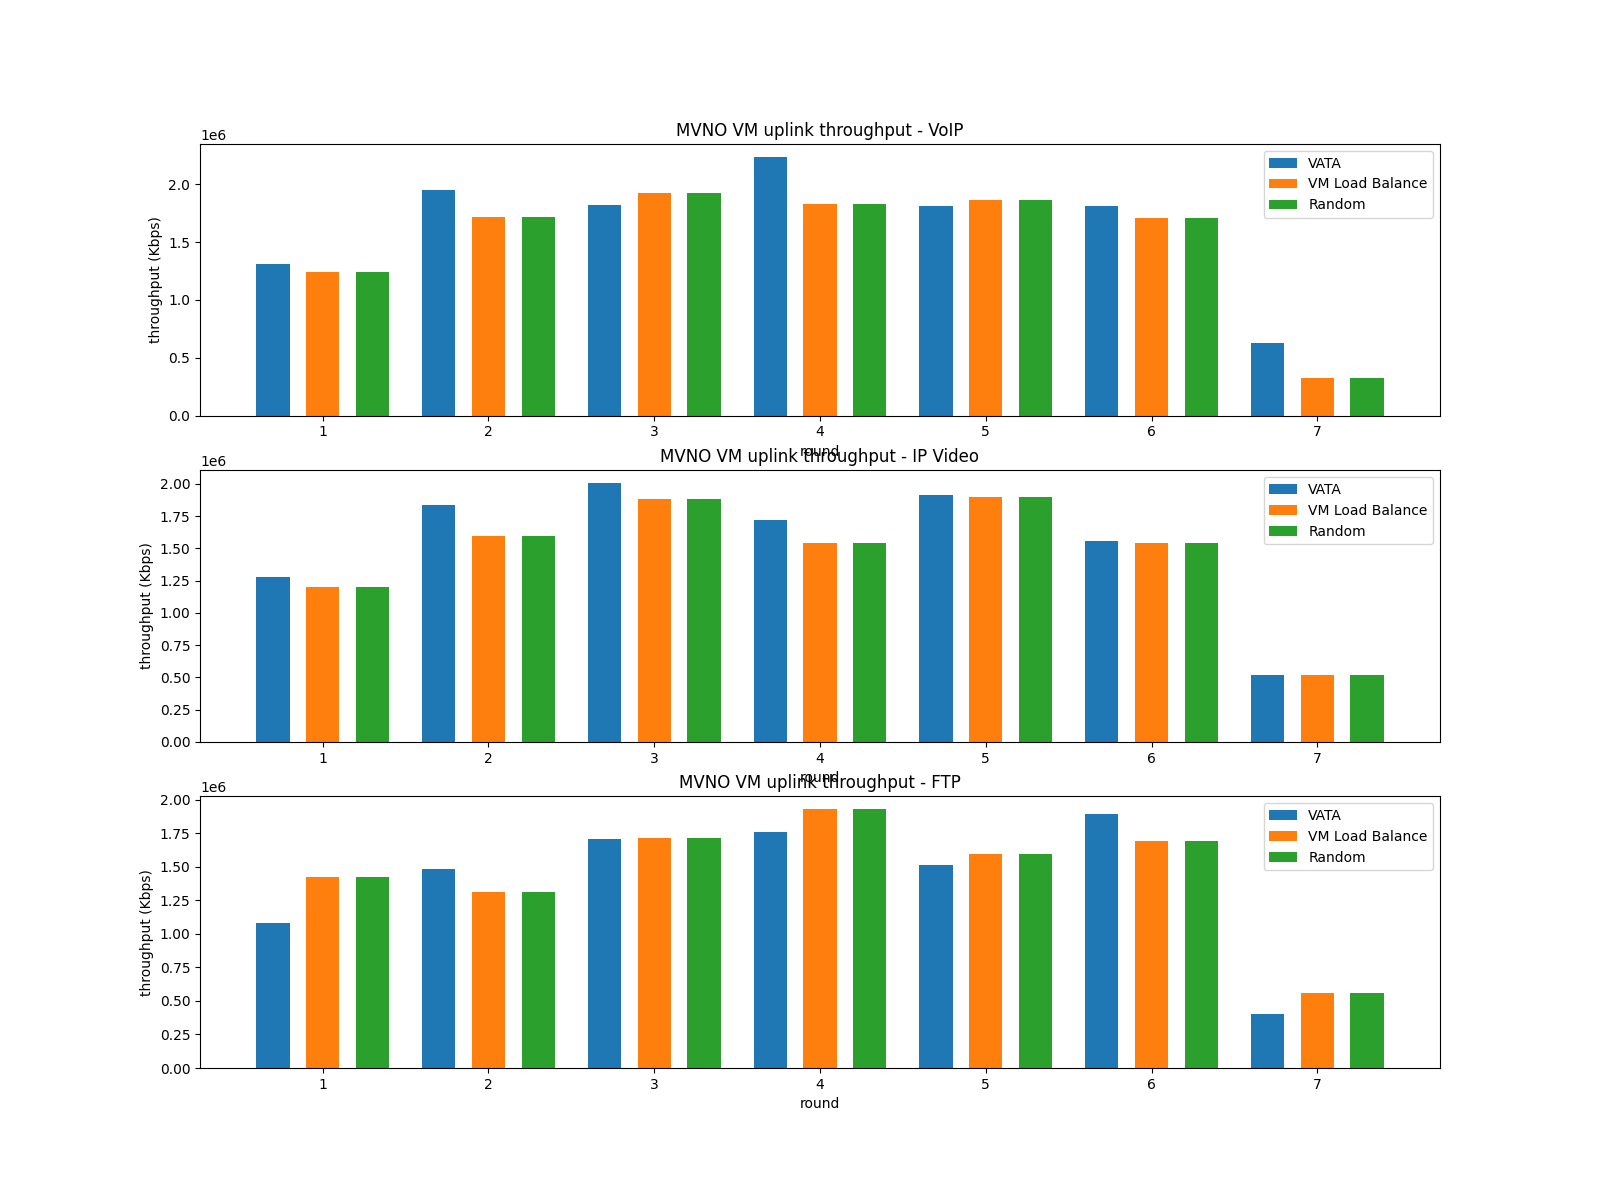 MVNO VM uplink throughput - VoIP
1e6
throughput (Kbps)
2.0
1.5
1.0
0.5
0.0
VATA
VM Load Balance
Random
1 2 3 4 5 6 7
round
MVNO VM uplink throughput - IP Video
1e6
throughput (Kbps)
2.00
1.75
1.50
1.25
1.00
0.75
0.50
0.25
0.00
VATA
VM Load Balance
Random
1 2 3 4 5 6 7
round
MVNO VM uplink throughput - FTP
1e6
throughput (Kbps)
2.00
1.75
1.50
1.25
1.00
0.75
0.50
0.25
0.00
VATA
VM Load Balance
Random
1 2 3 4 5 6 7
round